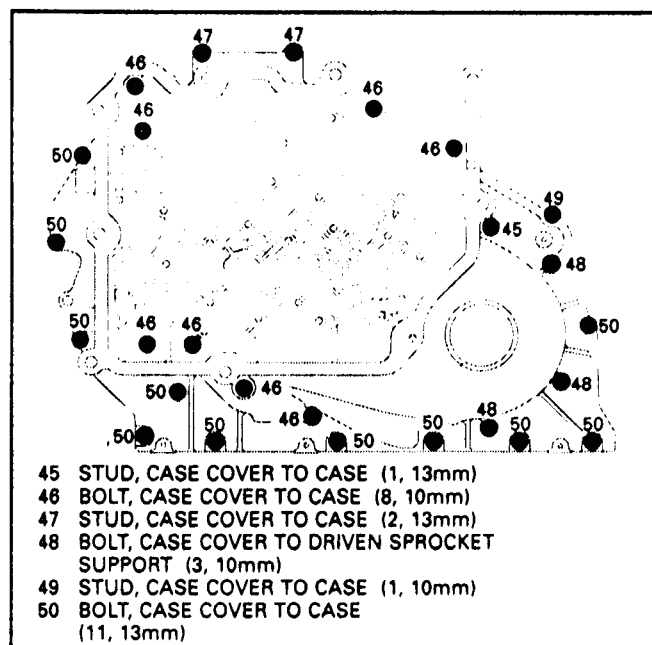 47 47
46
46 46
50 46
49
45
50
48
46 46
50 50
50 46 48
46 48
50 50 50 50 50 50
45 STUD, CASE COVER TO CASE (1, 13mm)
46 BOLT, CASE COVER TO CASE (8, 10mm)
47 STUD, CASE COVER TO CASE (2, 13mm)
48 BOLT, CASE COVER TO DRIVEN SPROCKET
SUPPORT (3, 10mm)
49 STUD, CASE COVER TO CASE (1, 10mm)
50 BOLT, CASE COVER TO CASE
(11, 13mm)